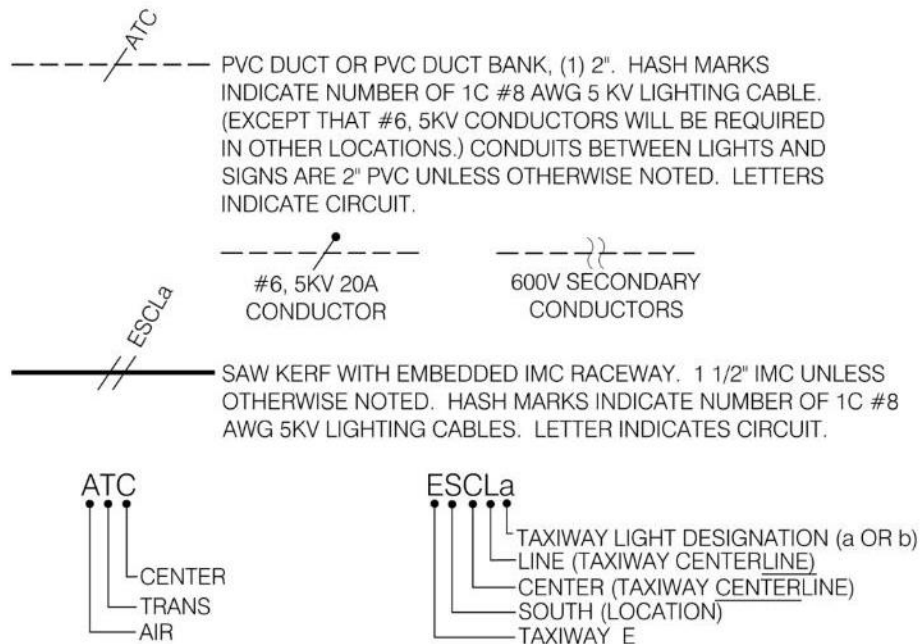 ATC
PVC DUCT OR PVC DUCT BANK, (1) 2". HASH MARKS
INDICATE NUMBER OF 1C #8 AWG 5 KV LIGHTING CABLE.
(EXCEPT THAT #6, 5KV CONDUCTORS WILL BE REQUIRED
IN OTHER LOCATIONS.) CONDUITS BETWEEN LIGHTS AND
SIGNS ARE 2" PVC UNLESS OTHERWISE NOTED. LETTERS
INDICATE CIRCUIT.
#6, 5KV 20A
CONDUCTOR
600V SECONDARY
CONDUCTORS
ESCLa
SAW KERF WITH EMBEDDED IMC RACEWAY. 1 1/2" IMC UNLESS
OTHERWISE NOTED. HASH MARKS INDICATE NUMBER OF 1C #8
AWG 5KV LIGHTING CABLES. LETTER INDICATES CIRCUIT.
ATC
CENTER
TRANS
AIR
ESCLa
TAXIWAY LIGHT DESIGNATION (a OR b)
LINE (TAXIWAY CENTERLINE)
CENTER (TAXIWAY CENTERLINE)
SOUTH (LOCATION)
TAXIWAY E